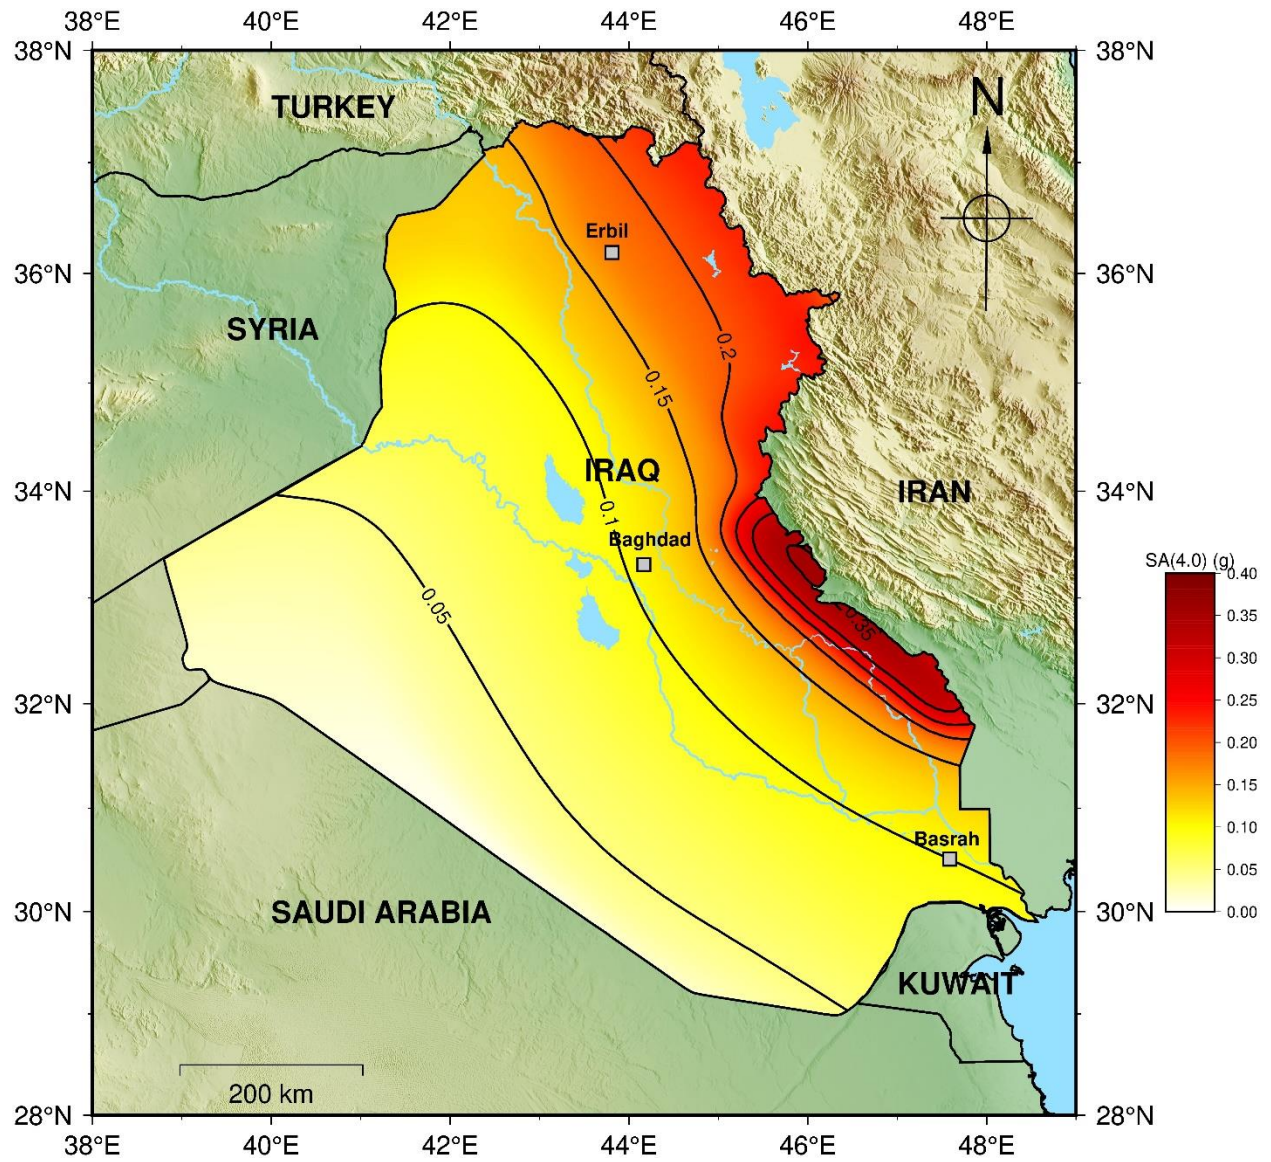 38°E 40°E 42°E 44°E 46°E 48°E
38°N 38°N
N
TURKEY
Erbil
36°N 36°N
SYRIA
0.2
0.15
IRAQ
34°N IRAN 34°N
0.1
Baghdad
SA(4.0) (g)
0.40
0.05
0.35
0.35
0.30
32°N 32°N
0.25
0.20
0.15
Basrah
0.10
0.05
SAUDI ARABIA
30°N 30°N
0.00
KUWAIT
200 km
28°N 28°N
38°E 40°E 42°E 44°E 46°E 48°E